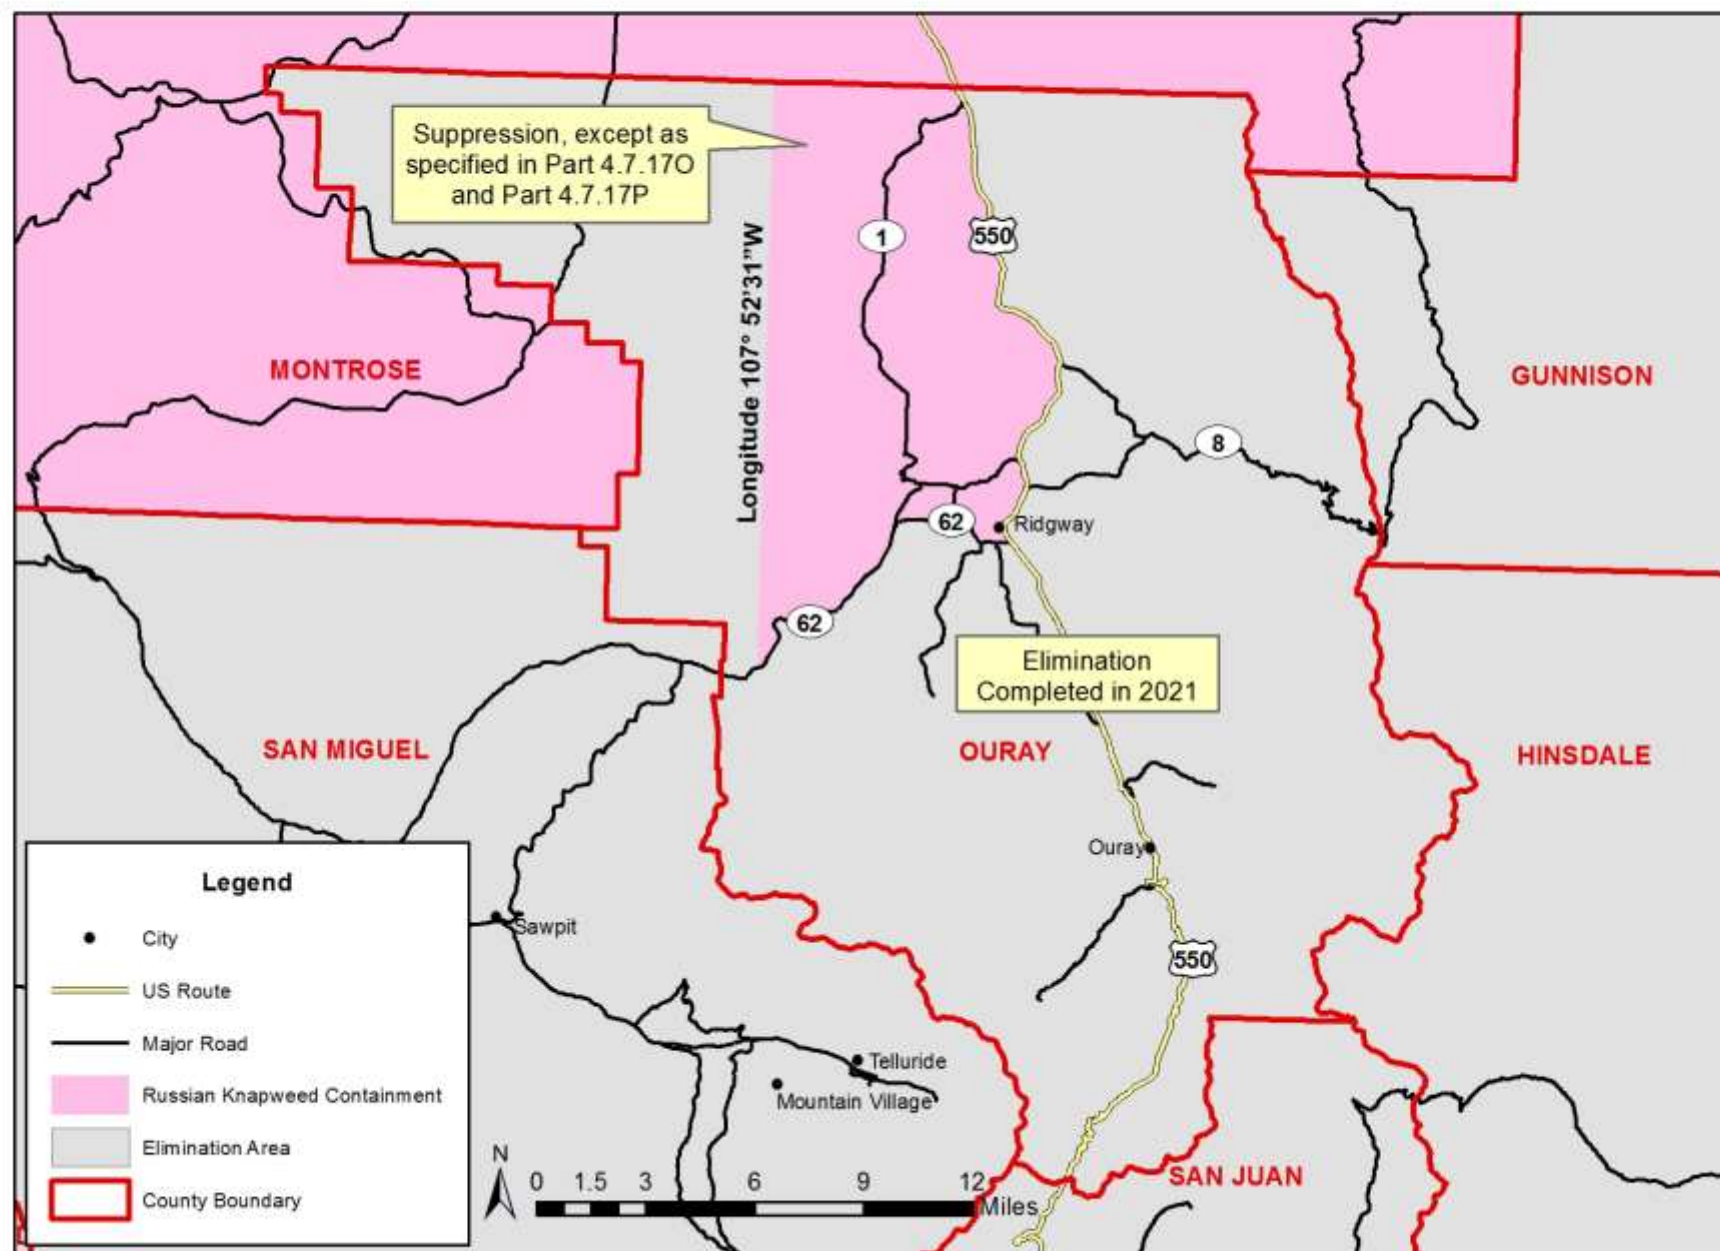 Suppression, except as
specified in Part 4.7.17O
and Part 4.7.17P
Longitude 107° 52'31"W
1
550
MONTROSE
GUNNISON
8
62
Ridgway
62
Elimination
Completed in 2021
SAN MIGUEL
OURAY
HINSDALE
Ouray
550
Sawpit
Telluride
Mountain Village
SAN JUAN
Legend
City
US Route
Major Road
Russian Knapweed Containment
Elimination Area
County Boundary
N
0 1.5 3 6 9 12
Miles